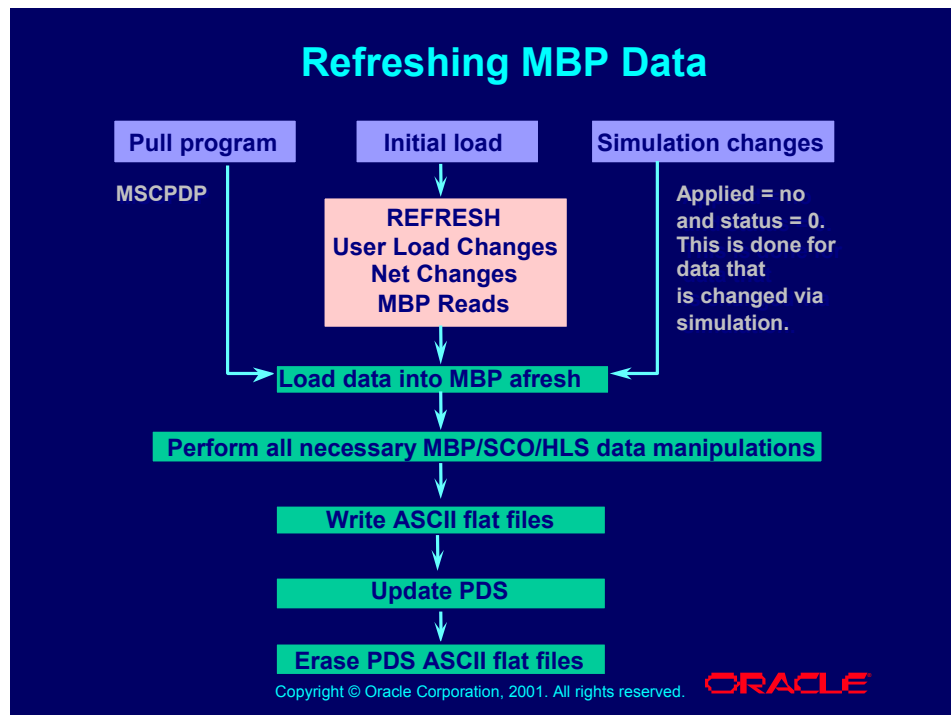 Refreshing MBP Data
Pull program
Initial load
Simulation changes
MSCPDP
REFRESH
User Load Changes
Net Changes
MBP Reads
Applied = no
and status = 0.
This is done for
data that
is changed via
simulation.
Load data into MBP afresh
Perform all necessary MBP/SCO/HLS data manipulations
Write ASCII flat files
Update PDS
Erase PDS ASCII flat files
Copyright © Oracle Corporation, 2001. All rights reserved.
ORACLE